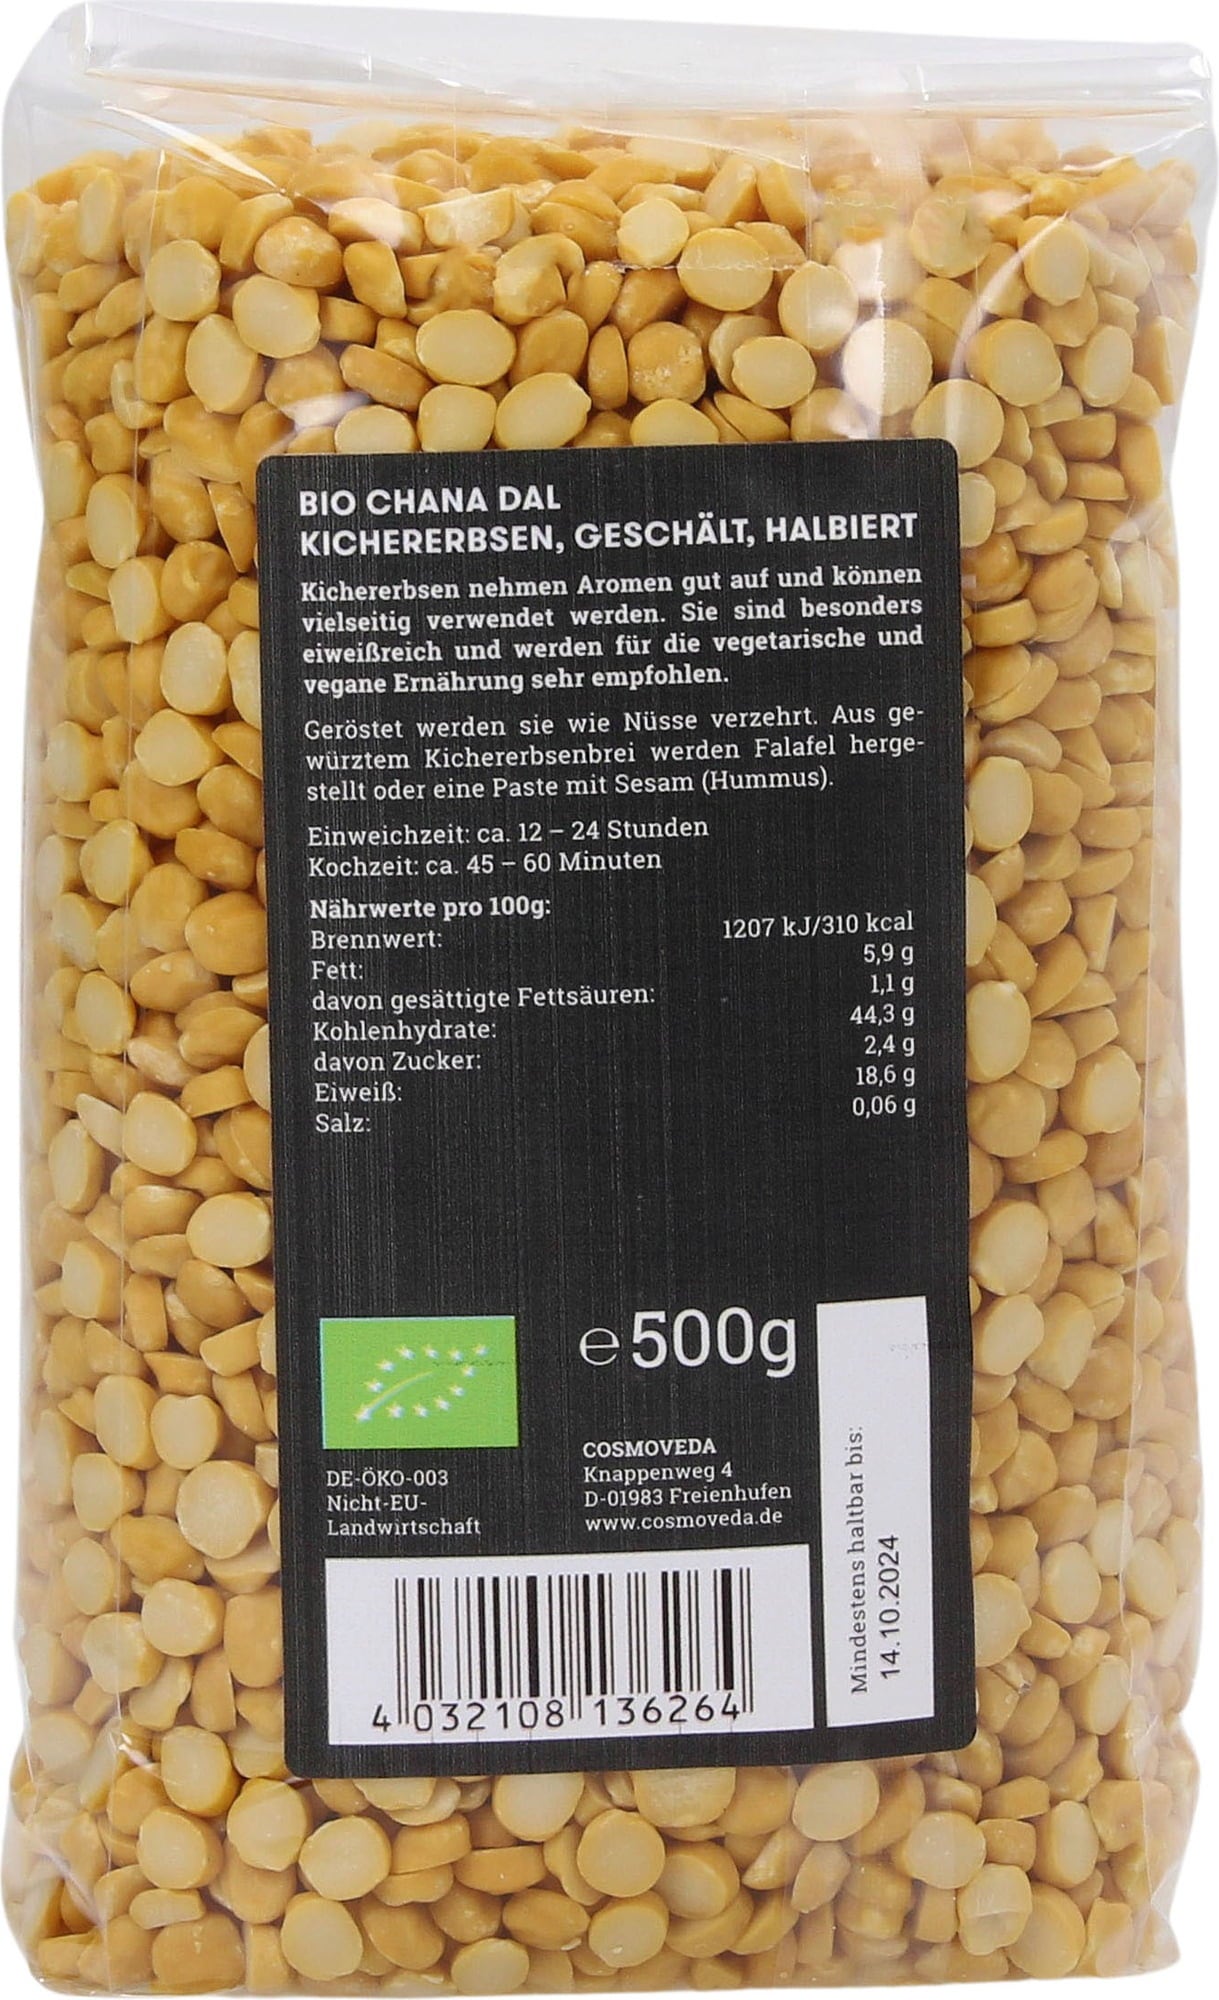 BIO CHANA DAL
KICHERERBSEN, GESCHÄLT, HALBIERT
Kichererbsen nehmen Aromen gut auf und können
vielseitig verwendet werden. Sie sind besonders
eiweißreich und werden für die vegetarische und
vegane Ernährung sehr empfohlen.
Geröstet werden sie wie Nüsse verzehrt. Aus ge-
würztem Kichererbsenbrei werden Falafel herge-
stellt oder eine Paste mit Sesam (Hummus).
Einweichzeit: ca. 12 – 24 Stunden
Kochzeit: ca. 45 – 60 Minuten
Nährwerte pro 100g:
Brennwert: 1207 kJ/310 kcal
Fett: 5,9 g
davon gesättigte Fettsäuren: 1,1 g
Kohlenhydrate: 44,3 g
davon Zucker: 2,4 g
Eiweiß: 18,6 g
Salz: 0,06 g
℮500g
DE-ÖKO-003
Nicht-EU-
Landwirtschaft
COSMOVEDA
Knappenweg 4
D-01983 Freienhufen
www.cosmoveda.de
Mindestens haltbar bis:
14.10.2024
4 032108 136264